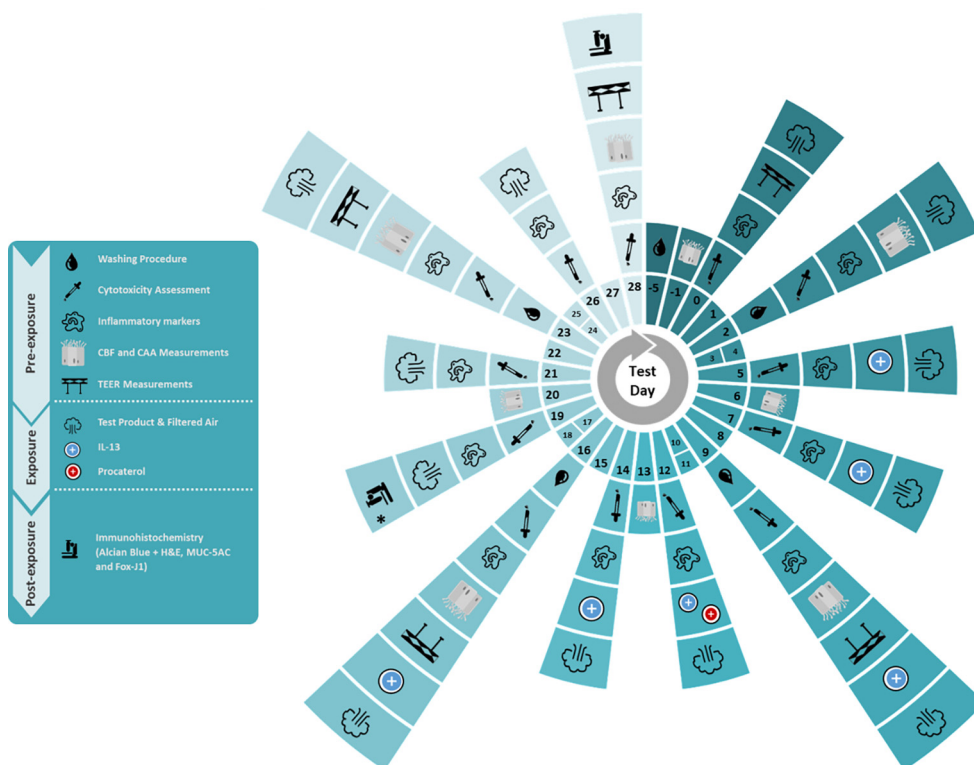 Pre-exposure
Washing Procedure
Cytotoxicity Assessment
Inflammatory markers
CBF and CAA Measurements
TEER Measurements
Exposure
Test Product & Filtered Air
IL-13
Procaterol
Post-exposure
Immunohistochemistry
(Alcian Blue + H&E, MUC-5AC
and Fox-J1)
Test
Day
-5
-1
0
1
2
3
4
5
6
7
8
9
10
11
12
13
14
15
16
17
18
19
20
21
22
23
24
25
26
27
28
*